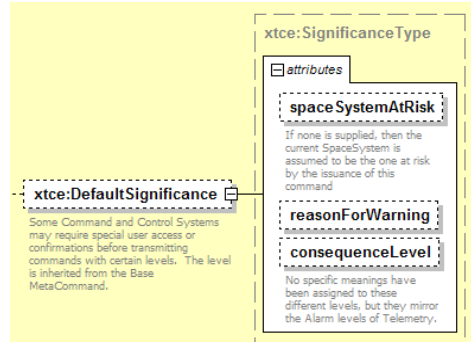 xtce:SignificanceType
attributes
spaceSystemAtRisk
If none is supplied, then the
current SpaceSystem is
assumed to be the one at risk
by the issuance of this
command
xtce:DefaultSignificance
Some Command and Control Systems
may require special user access or
confirmations before transmitting
commands with certain levels.  The level
is inherited from the Base
MetaCommand.
reasonForWarning
consequenceLevel
No specific meanings have
been assigned to these
different levels, but they mirror
the Alarm levels of Telemetry.